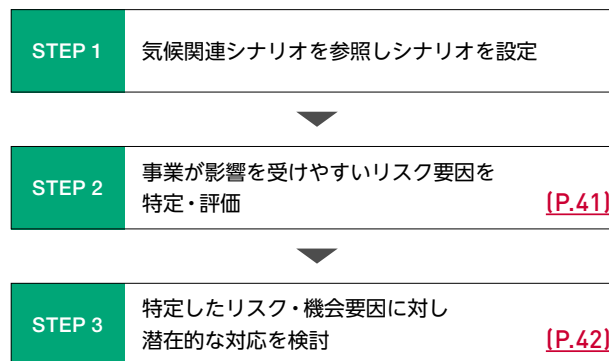 STEP 1
気候関連シナリオを参照しシナリオを設定
STEP 2
事業が影響を受けやすいリスク要因を
特定・評価
(P.41)
STEP 3
特定したリスク・機会要因に対し
潜在的な対応を検討
(P.42)